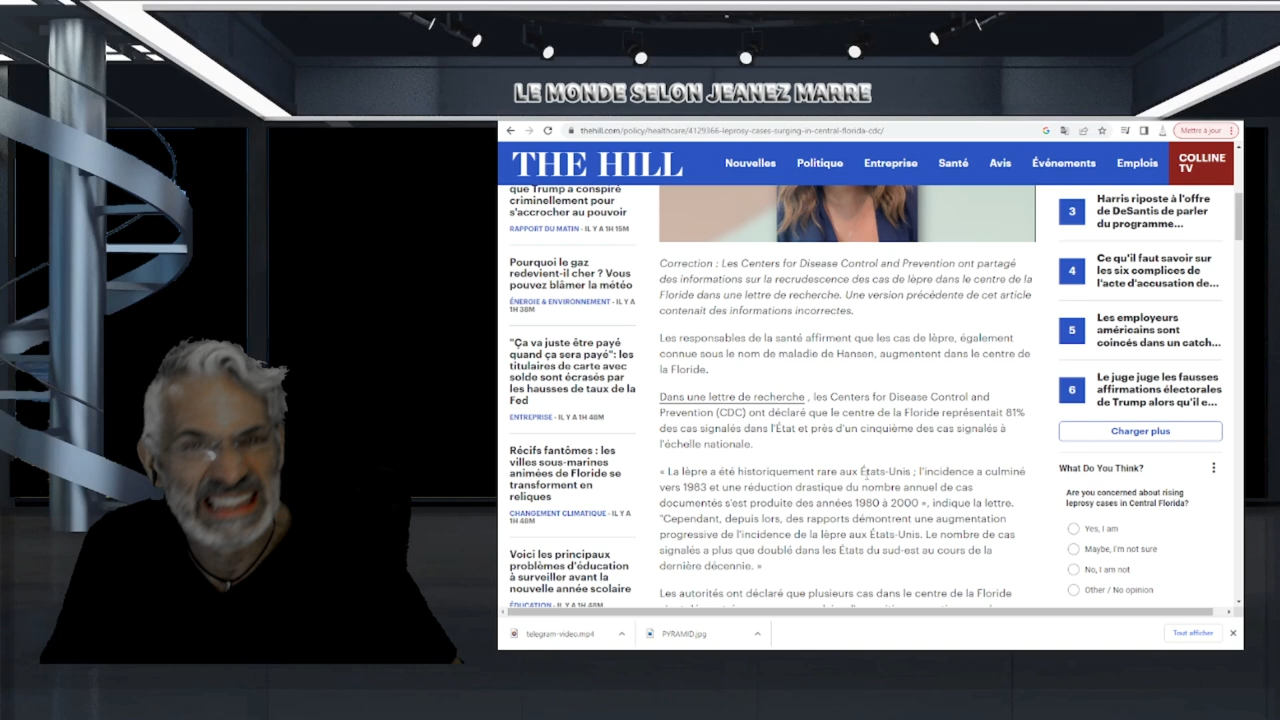 LE MONDE SELON JEANEZ MARRE
thehill.com/policy/healthcare/4129366-leprosy-cases-surging-in-central-florida-cdc/
Mettre à jour
THE HILL
Nouvelles
Politique
Entreprise
Santé
Avis
Événements
Emplois
COLLINE
TV
que Trump a conspiré
criminellement pour
s'accrocher au pouvoir
RAPPORT DU MATIN - IL Y A 1H 15M
Pourquoi le gaz
redevient-il cher ? Vous
pouvez blâmer la météo
ÉNERGIE & ENVIRONNEMENT - IL Y A
1H 38M
"Ça va juste être payé
quand ça sera payé": les
titulaires de carte avec
solde sont écrasés par
les hausses de taux de la
Fed
ENTREPRISE - IL Y A 1H 48M
Récifs fantômes : les
villes sous-marines
animées de Floride se
transforment en
reliques
CHANGEMENT CLIMATIQUE - IL Y A
1H 48M
Voici les principaux
problèmes d'éducation
à surveiller avant la
nouvelle année scolaire
ÉDUCATION - IL Y A 1H 48M
Correction : Les Centers for Disease Control and Prevention ont partagé
des informations sur la recrudescence des cas de lèpre dans le centre de la
Floride dans une lettre de recherche. Une version précédente de cet article
contenait des informations incorrectes.
Les responsables de la santé affirment que les cas de lèpre, également
connue sous le nom de maladie de Hansen, augmentent dans le centre de
la Floride.
Dans une lettre de recherche , les Centers for Disease Control and
Prevention (CDC) ont déclaré que le centre de la Floride représentait 81%
des cas signalés dans l'État et près d'un cinquième des cas signalés à
l'échelle nationale.
« La lèpre a été historiquement rare aux États-Unis ; l'incidence a culminé
vers 1983 et une réduction drastique du nombre annuel de cas
documentés s'est produite des années 1980 à 2000 », indique la lettre.
"Cependant, depuis lors, des rapports démontrent une augmentation
progressive de l'incidence de la lèpre aux États-Unis. Le nombre de cas
signalés a plus que doublé dans les États du sud-est au cours de la
dernière décennie. »
Les autorités ont déclaré que plusieurs cas dans le centre de la Floride
3
Harris riposte à l'offre
de DeSantis de parler
du programme...
4
Ce qu'il faut savoir sur
les six complices de
l'acte d'accusation de...
5
Les employeurs
américains sont
coincés dans un catch...
6
Le juge juge les fausses
affirmations électorales
de Trump alors qu'il e...
Charger plus
What Do You Think?
Are you concerned about rising
leprosy cases in Central Florida?
Yes, I am
Maybe, I'm not sure
No, I am not
Other / No opinion
telegram-video.mp4
PYRAMID.jpg
Tout afficher